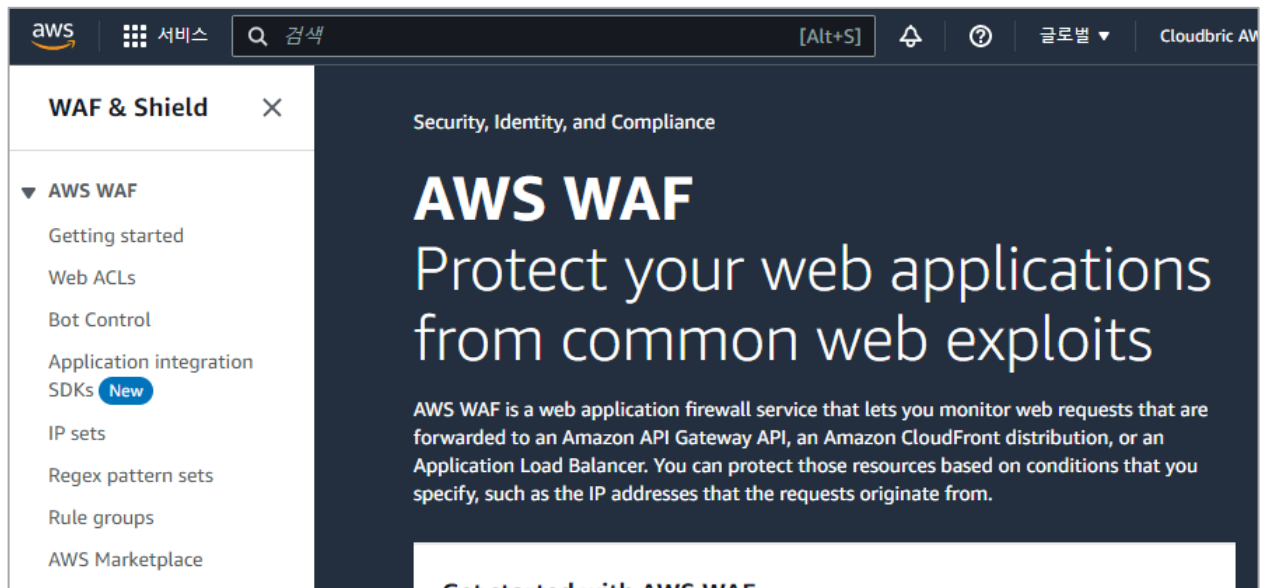 aws 서비스 검색 [Alt+S] 글로벌 ▼ Cloudbric
WAF & Shield
AWS WAF
Getting started
Web ACLs
Bot Control
Application integration
SDKs New
IP sets
Regex pattern sets
Rule groups
AWS Marketplace
Security, Identity, and Compliance
AWS WAF
Protect your web applications
from common web exploits
AWS WAF is a web application firewall service that lets you monitor web requests that are
forwarded to an Amazon API Gateway API, an Amazon CloudFront distribution, or an
Application Load Balancer. You can protect those resources based on conditions that you
specify, such as the IP addresses that the requests originate from.
Get started with AWS WAF